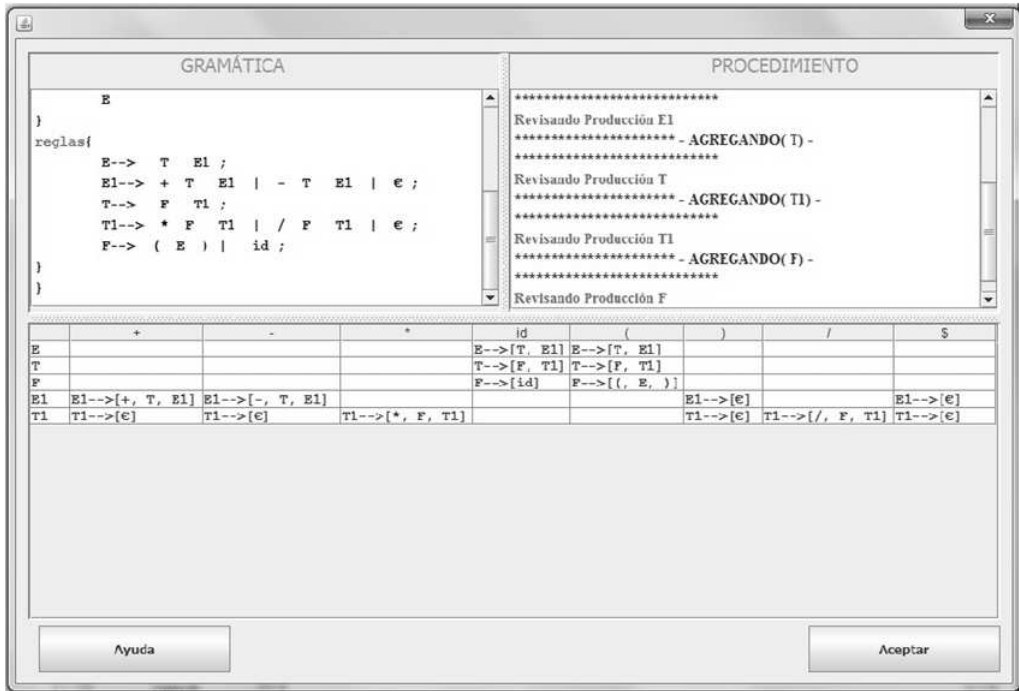 x
GRAMÁTICA
E
}
reglas{
E--> T E1 ;
E1--> + T E1 | - T E1 | € ;
T--> F T1 ;
T1--> * F T1 | / F T1 | € ;
F--> ( E ) | id ;
}
}
PROCEDIMIENTO
****************************
Revisando Producción E1
********************** - AGREGANDO( T) -
****************************
Revisando Producción T
********************** - AGREGANDO( T1) -
****************************
Revisando Producción T1
********************** - AGREGANDO( F) -
****************************
Revisando Producción F
+ - * id ( ) / $
E E-->[T, E1] E-->[T, E1]
T T-->[F, T1] T-->[F, T1]
F F-->[id] F-->[(, E, )]
E1 E1-->[+, T, E1] E1-->[-, T, E1] E1-->[€] E1-->[€]
T1 T1-->[€] T1-->[€] T1-->[*, F, T1] T1-->[€] T1-->[/, F, T1] T1-->[€]
Ayuda Aceptar